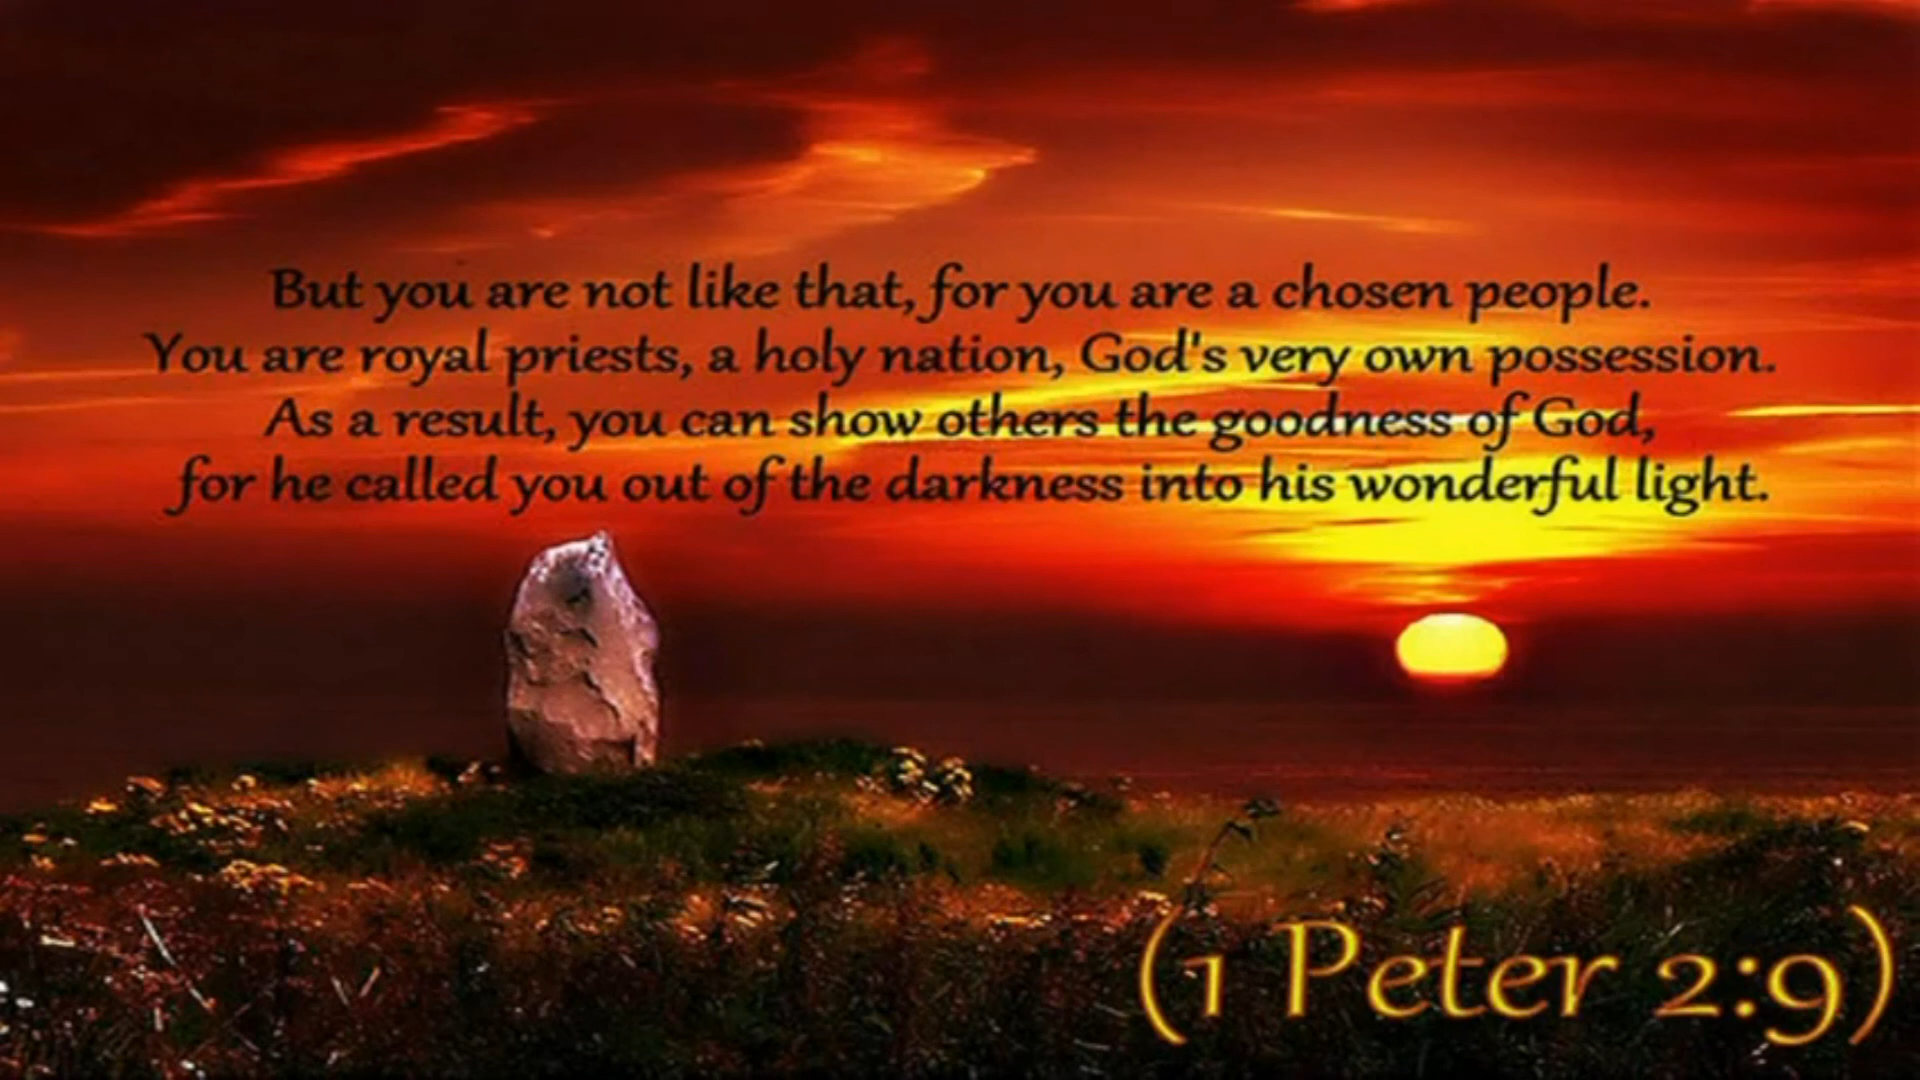 But you are not like that, for you are a chosen people.
You are royal priests, a holy nation, God's very own possession.
As a result, you can show others the goodness of God,
for he called you out of the darkness into his wonderful light.
(1 Peter 2:9)